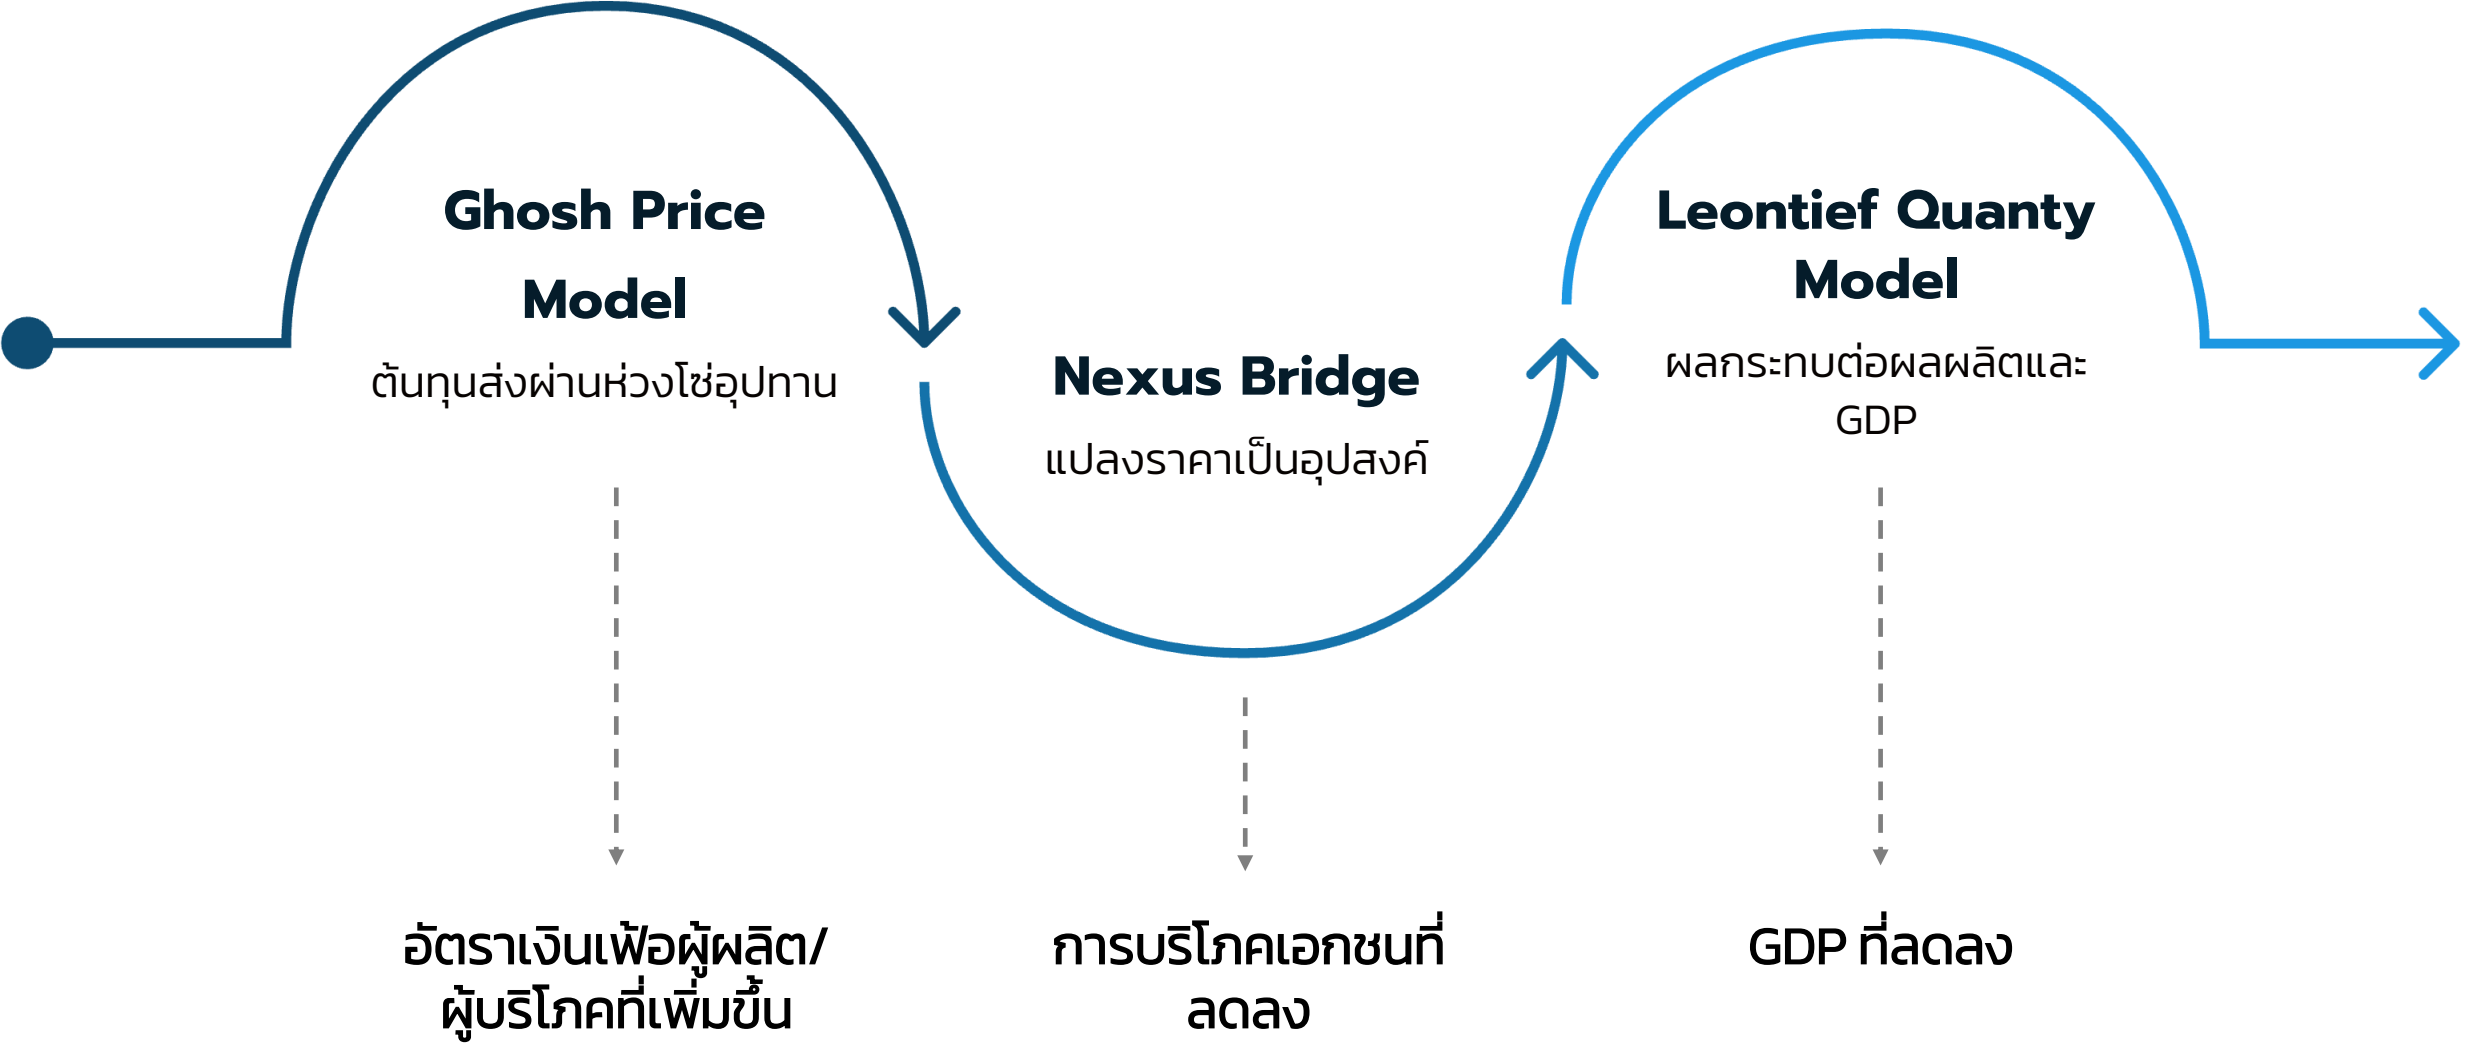 Ghosh Price
Model
ต้นทุนส่งผ่านห่วงโซ่อุปทาน
Nexus Bridge
แปลงราคาเป็นอุปสงค์
Leontief Quanty
Model
ผลกระทบต่อผลผลิตและ
GDP
อัตราเงินเฟ้อผู้ผลิต/
ผู้บริโภคที่เพิ่มขึ้น
การบริโภคเอกชนที่
ลดลง
GDP ที่ลดลง